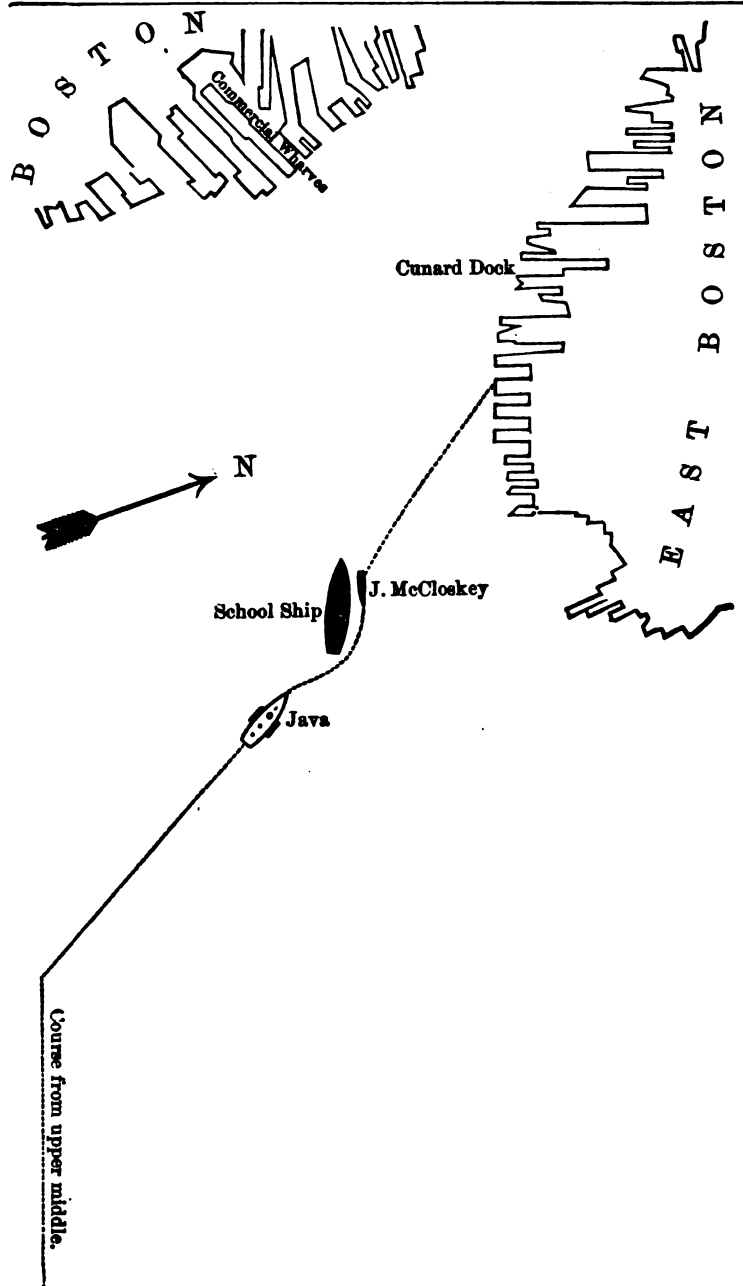 BOSTON
Commercial Wharves
EAST BOSTON
Cunard Dock
N
J. McCloskey
School Ship
Java
Course from upper middle.